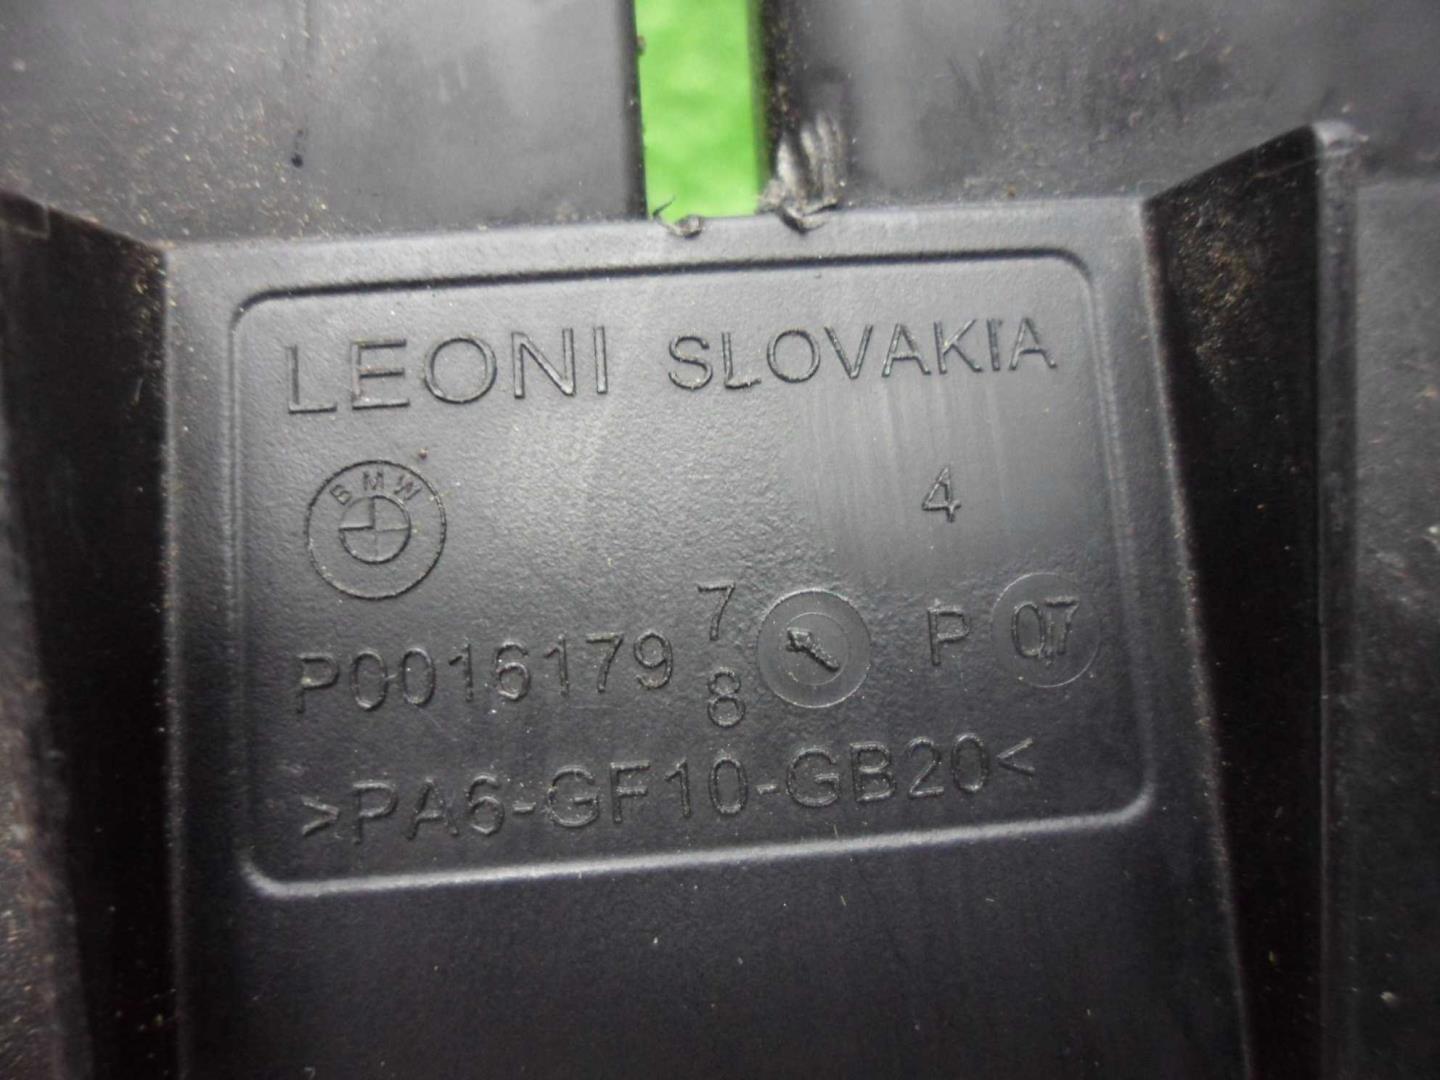 LEONI SLOVAKIA
BMW
4
7
P0016179 P 07
8
>PA6-GF10-GB20<